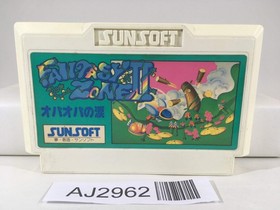 SUNSOFT
FANTASY
ZONE II
オパオパの涙
SUNSOFT
AJ2962